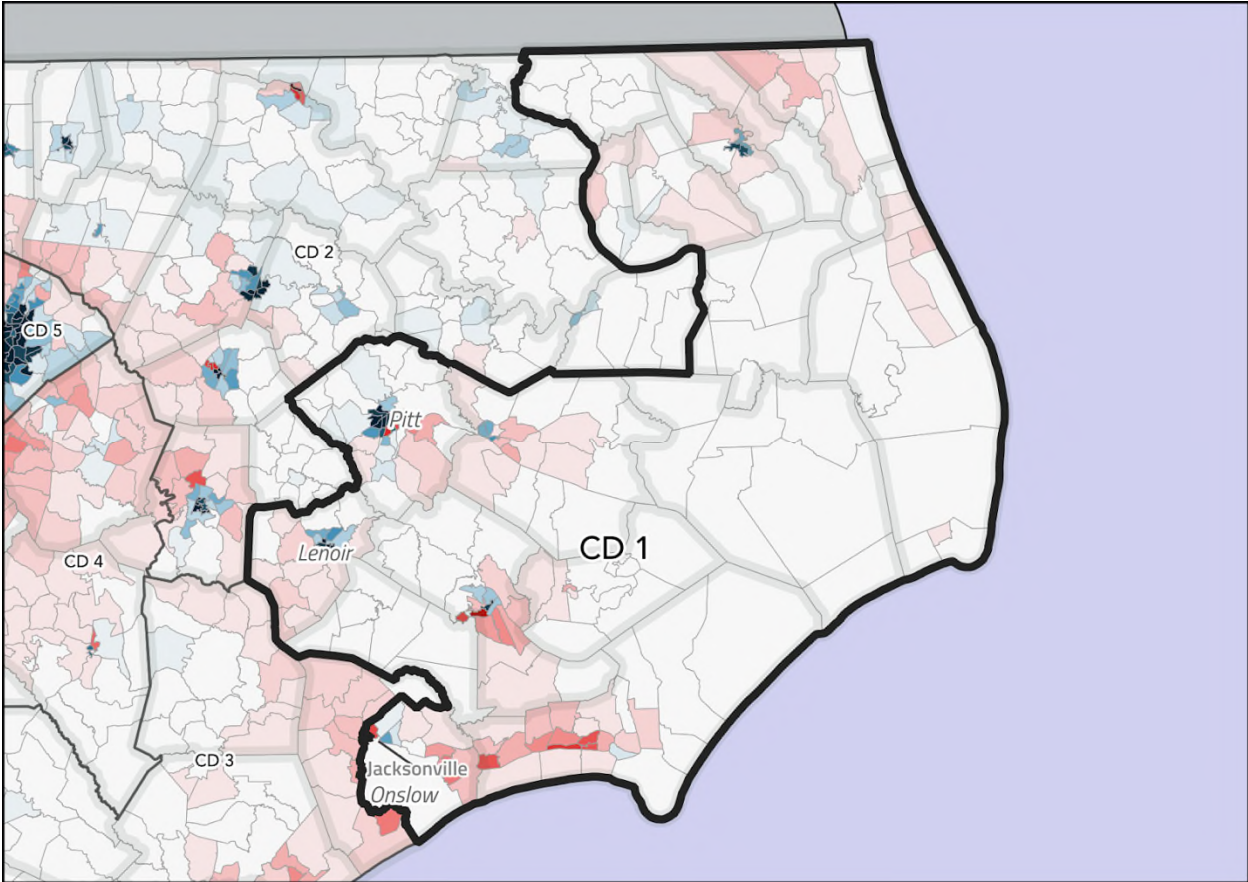 CD 2
CD 5
Pitt
CD 1
Lenoir
CD 4
CD 3
Jacksonville
Onslow